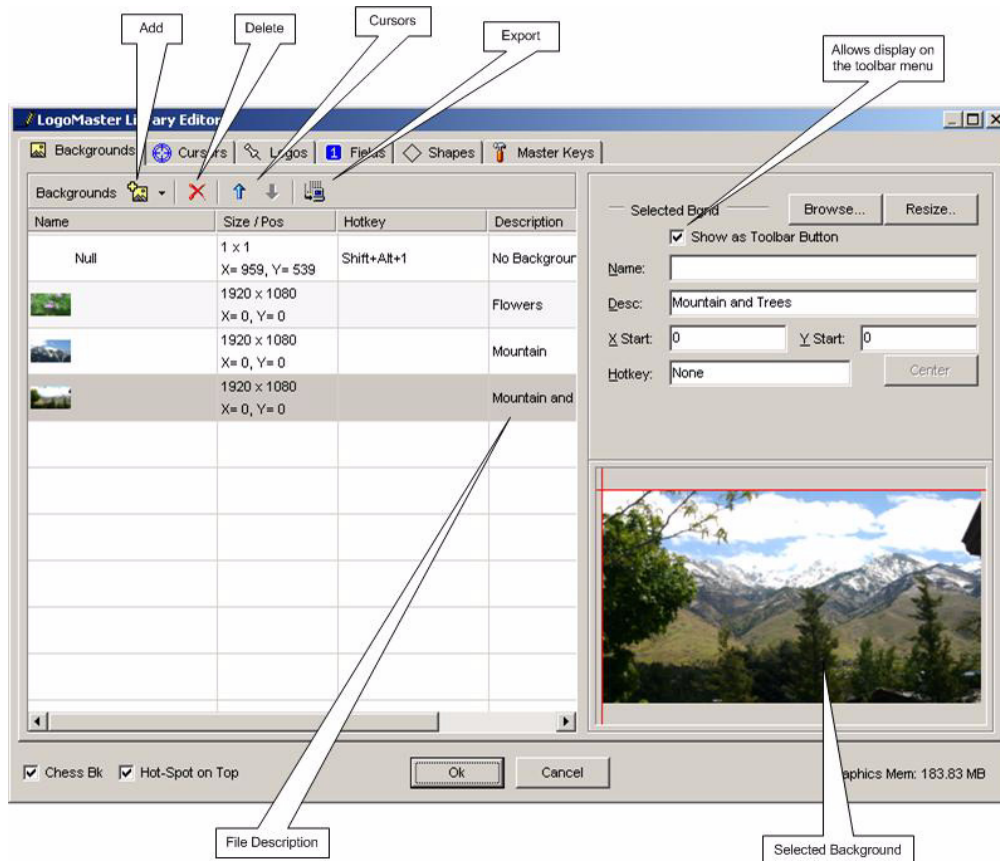 Add
Delete
Cursors
Export
Allows display on
the toolbar menu
LogoMaster Library Editor
Backgrounds
Cursors
Logos
1
Fields
Shapes
Master Keys
Backgrounds
Name
Size / Pos
Hotkey
Description
Null
1 x 1
X= 959, Y= 539
Shift+Alt+1
No Backgroun
1920 x 1080
X= 0, Y= 0
Flowers
1920 x 1080
X= 0, Y= 0
Mountain
1920 x 1080
X= 0, Y= 0
Mountain and
Selected Bgnd
Browse...
Resize..
Show as Toolbar Button
Name:
Desc:
Mountain and Trees
X Start:
0
Y Start:
0
Hotkey:
None
Center
Chess Bk
Hot-Spot on Top
Ok
Cancel
aphics Mem: 183.83 MB
File Description
Selected Background